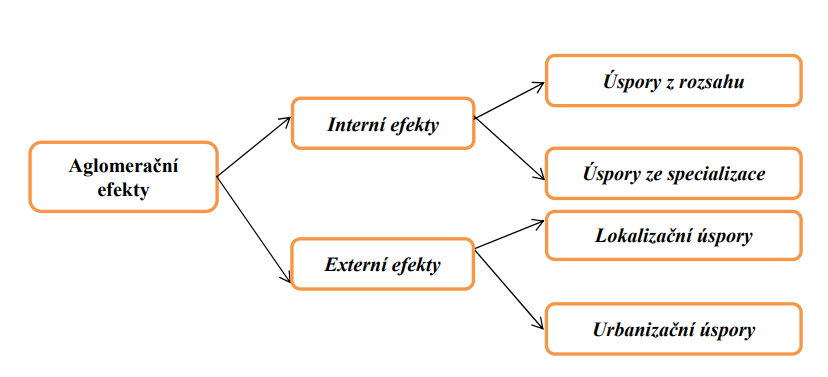 Aglomerační
efekty
Interní efekty
Externí efekty
Úspory z rozsahu
Úspory ze specializace
Lokalizační úspory
Urbanizační úspory